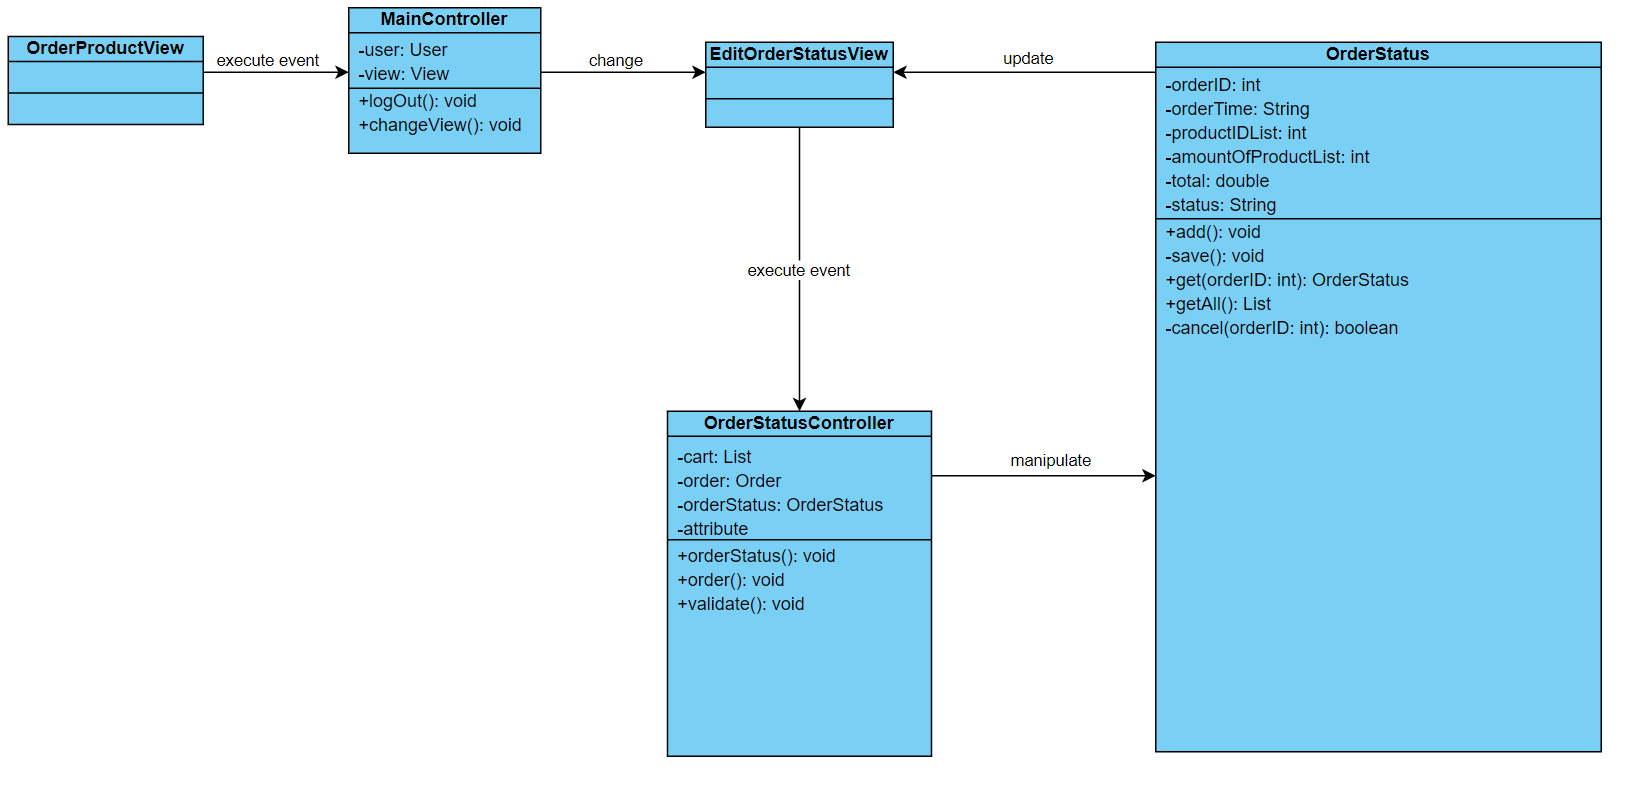 OrderProductView
execute event
MainController
-user: User
-view: View
+logOut(): void
+changeView(): void
change
EditOrderStatusView
update
OrderStatus
-orderID: int
-orderTime: String
-productIDList: int
-amountOfProductList: int
-total: double
-status: String
+add(): void
-save(): void
+get(orderID: int): OrderStatus
+getAll(): List
-cancel(orderID: int): boolean
execute event
OrderStatusController
-cart: List
-order: Order
-orderStatus: OrderStatus
-attribute
+orderStatus(): void
+order(): void
+validate(): void
manipulate